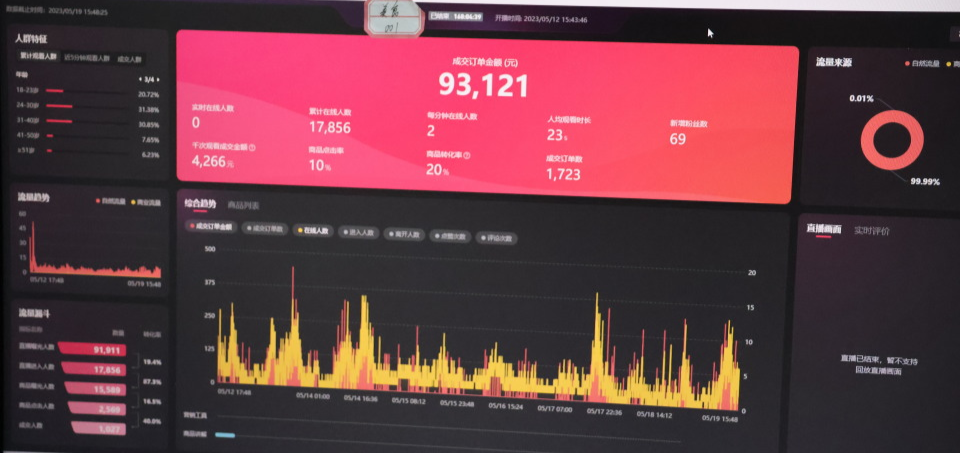 数据截止时间: 2023/05/19 15:48:25
001
已结束 168:04:39
开播时间: 2023/05/12 15:43:46
人群特征
累计观看人群 近5分钟观看人群 成交人群
年龄
3/4
18-23岁 20.72%
24-30岁 31.38%
31-40岁 30.85%
41-50岁 7.65%
≥51岁 6.23%
成交订单金额 (元)
93,121
实时在线人数
0
累计在线人数
17,856
每分钟在线人数
2
人均观看时长
23s
新增粉丝数
69
千次观看成交金额
4,266元
商品点击率
10%
商品转化率
20%
成交订单数
1,723
流量来源
自然流量
0.01%
99.99%
流量趋势
自然流量 商业流量
60
45
30
15
0
05/12 17:48 05/19 15:48
流量漏斗
数量 转化率
直播曝光人数 91,911
19.4%
直播进入人数 17,856
87.3%
商品曝光人数 15,589
16.5%
商品点击人数 2,569
40.0%
成交人数 1,027
综合趋势 商品列表
成交订单金额 成交订单数 在线人数 进入人数 离开人数 点赞次数 评论次数
500
375
250
125
0
20
15
10
5
0
05/12 17:48 05/14 01:00 05/14 16:36 05/15 08:12 05/15 23:48 05/16 15:24 05/17 07:00 05/17 22:36 05/18 14:12 05/19 15:48
营销工具
商品讲解
直播画面 实时评价
直播已结束，暂不支持
回放直播画面